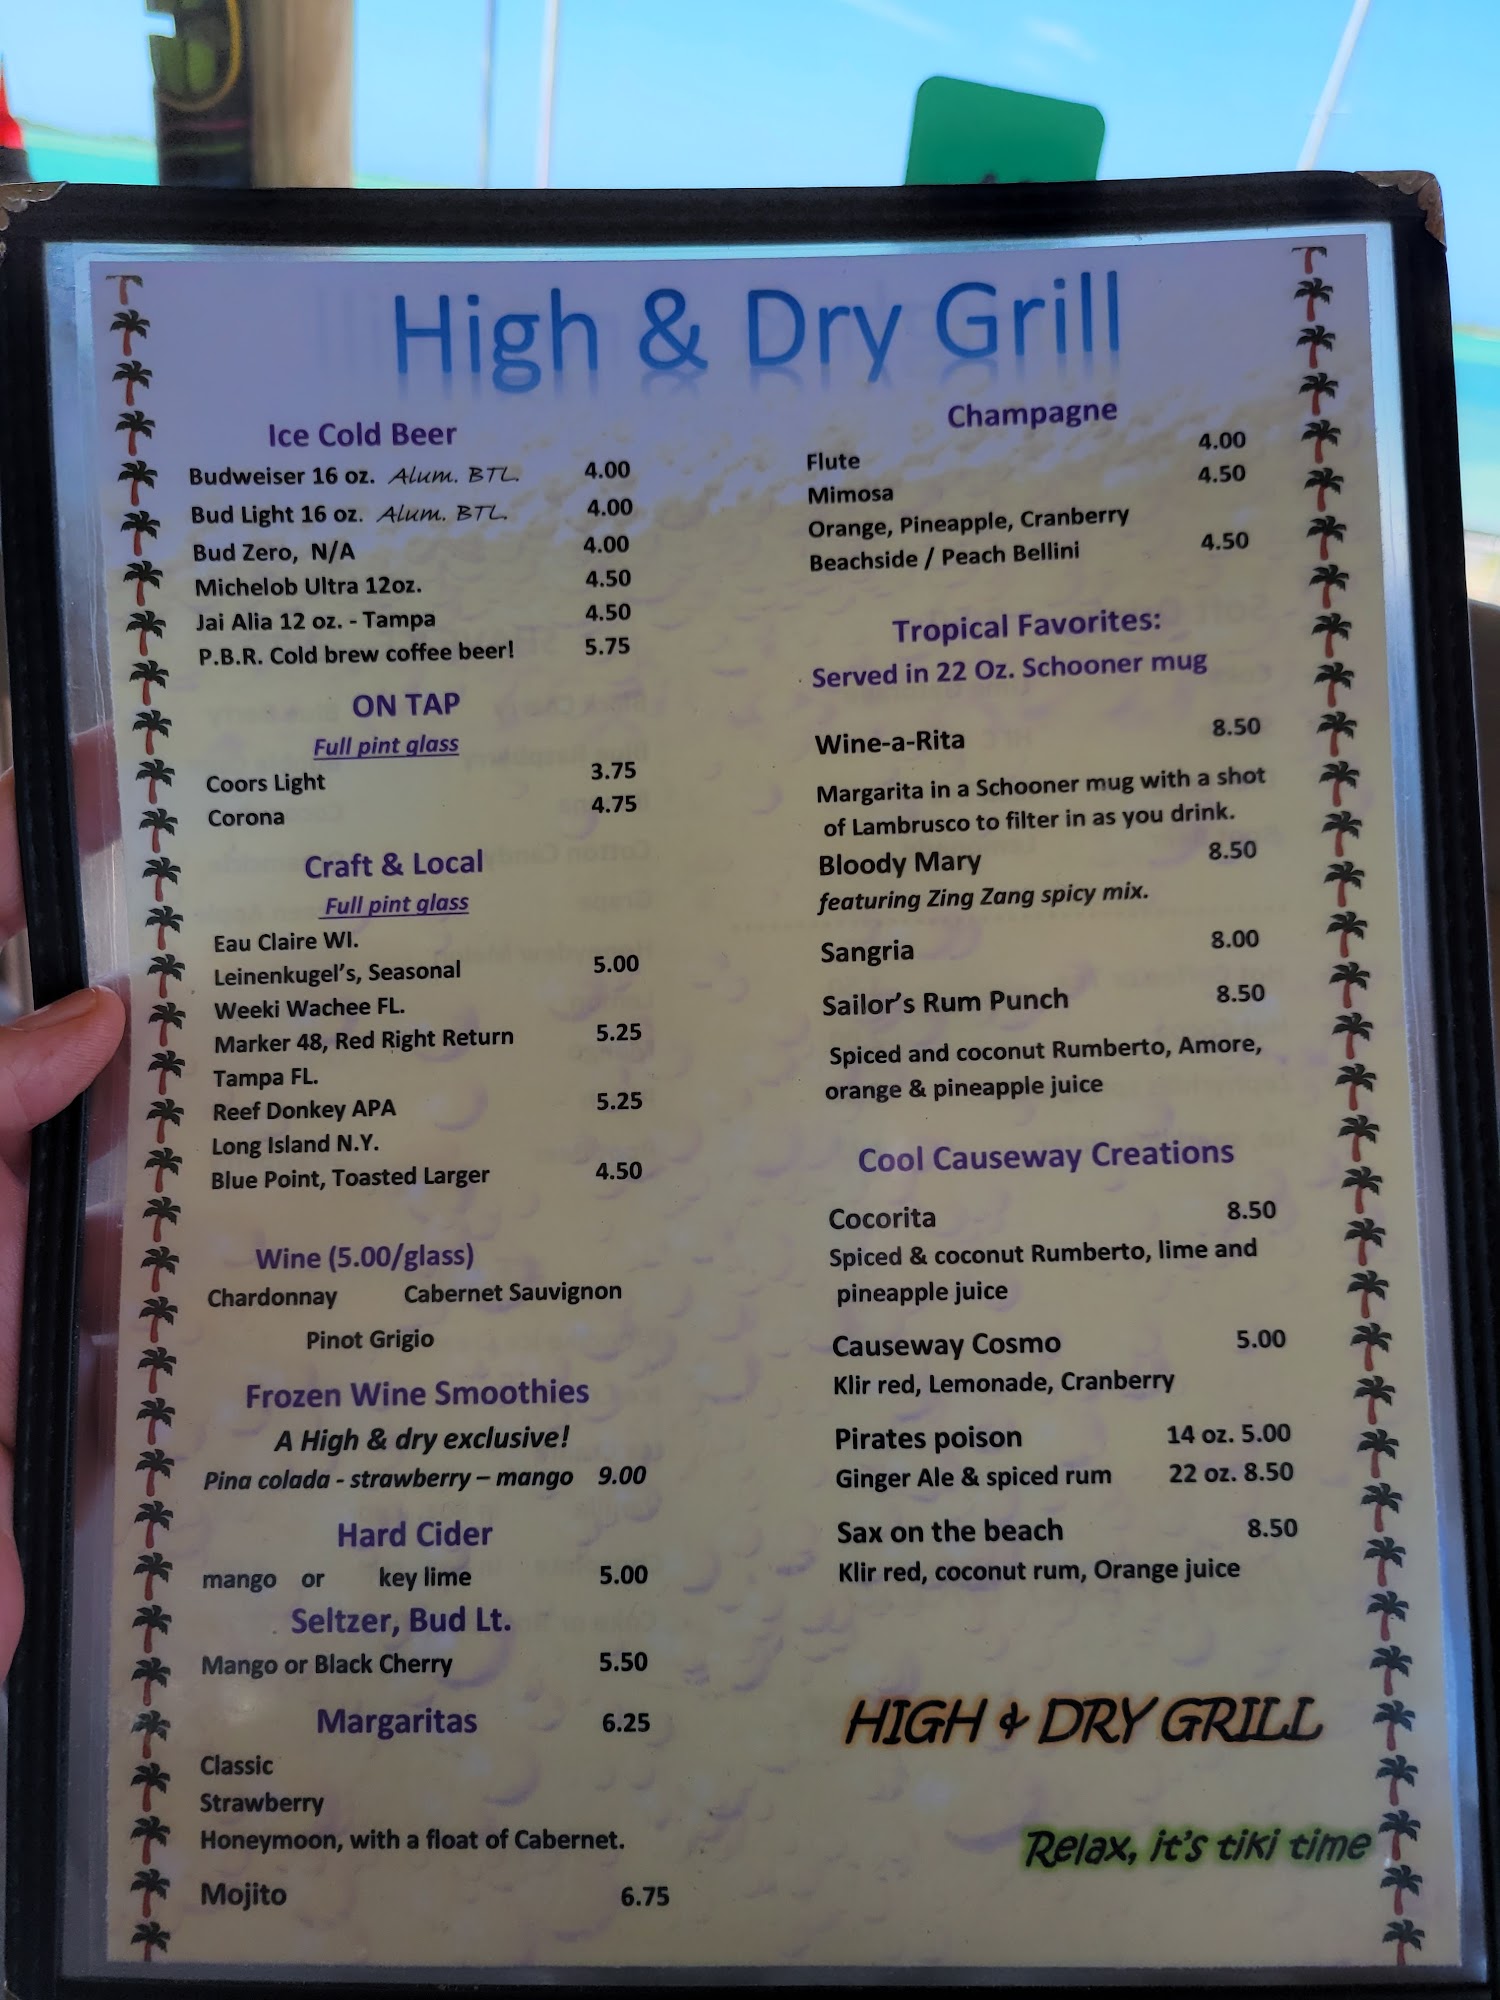 High & Dry Grill
Ice Cold Beer
Budweiser 16 oz. Alum. BTL. 4.00
Bud Light 16 oz. Alum. BTL. 4.00
Bud Zero, N/A 4.00
Michelob Ultra 12oz. 4.50
Jai Alia 12 oz. - Tampa 4.50
P.B.R. Cold brew coffee beer! 5.75
ON TAP
Full pint glass
Coors Light 3.75
Corona 4.75
Craft & Local
Full pint glass
Eau Claire WI.
Leinenkugel's, Seasonal 5.00
Weeki Wachee FL.
Marker 48, Red Right Return 5.25
Tampa FL.
Reef Donkey APA 5.25
Long Island N.Y.
Blue Point, Toasted Larger 4.50
Wine (5.00/glass)
Chardonnay Cabernet Sauvignon
Pinot Grigio
Frozen Wine Smoothies
A High & dry exclusive!
Pina colada - strawberry – mango 9.00
Hard Cider
mango or key lime 5.00
Seltzer, Bud Lt.
Mango or Black Cherry 5.50
Margaritas 6.25
Classic
Strawberry
Honeymoon, with a float of Cabernet.
Mojito 6.75
Champagne
Flute 4.00
Mimosa 4.50
Orange, Pineapple, Cranberry
Beachside / Peach Bellini 4.50
Tropical Favorites:
Served in 22 Oz. Schooner mug
Wine-a-Rita 8.50
Margarita in a Schooner mug with a shot
of Lambrusco to filter in as you drink.
Bloody Mary 8.50
featuring Zing Zang spicy mix.
Sangria 8.00
Sailor's Rum Punch 8.50
Spiced and coconut Rumberto, Amore,
orange & pineapple juice
Cool Causeway Creations
Cocorita 8.50
Spiced & coconut Rumberto, lime and
pineapple juice
Causeway Cosmo 5.00
Klir red, Lemonade, Cranberry
Pirates poison 14 oz. 5.00
Ginger Ale & spiced rum 22 oz. 8.50
Sax on the beach 8.50
Klir red, coconut rum, Orange juice
HIGH & DRY GRILL
Relax, it's tiki time